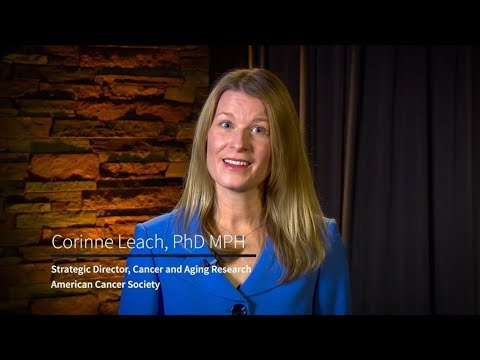 Corinne Leach, PhD MPH
Strategic Director, Cancer and Aging Research
American Cancer Society